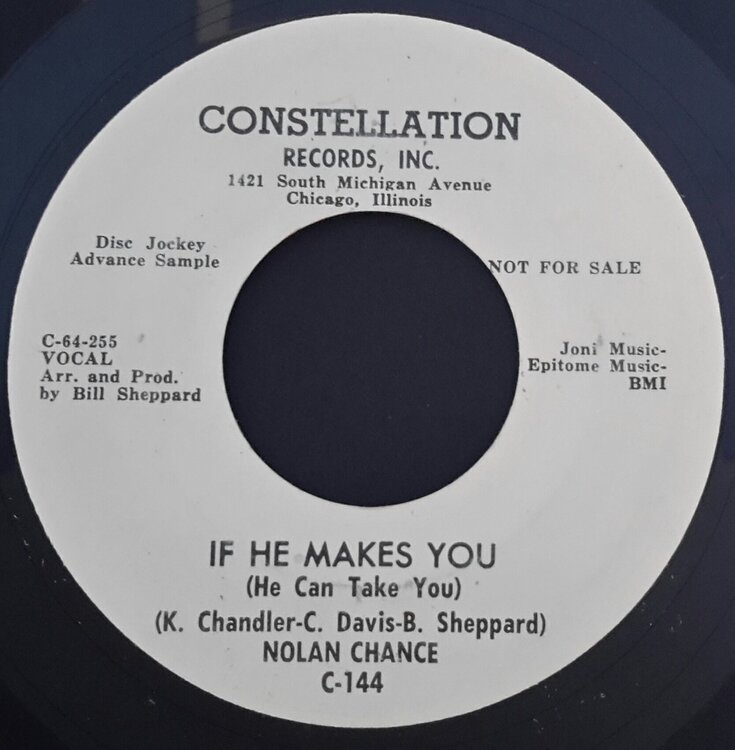 CONSTELLATION
RECORDS, INC.
1421 South Michigan Avenue
Chicago, Illinois
Disc Jockey
Advance Sample
NOT FOR SALE
C-64-255
VOCAL
Arr. and Prod.
by Bill Sheppard
Joni Music-
Epitome Music-
BMI
IF HE MAKES YOU
(He Can Take You)
(K. Chandler-C. Davis-B. Sheppard)
NOLAN CHANCE
C-144